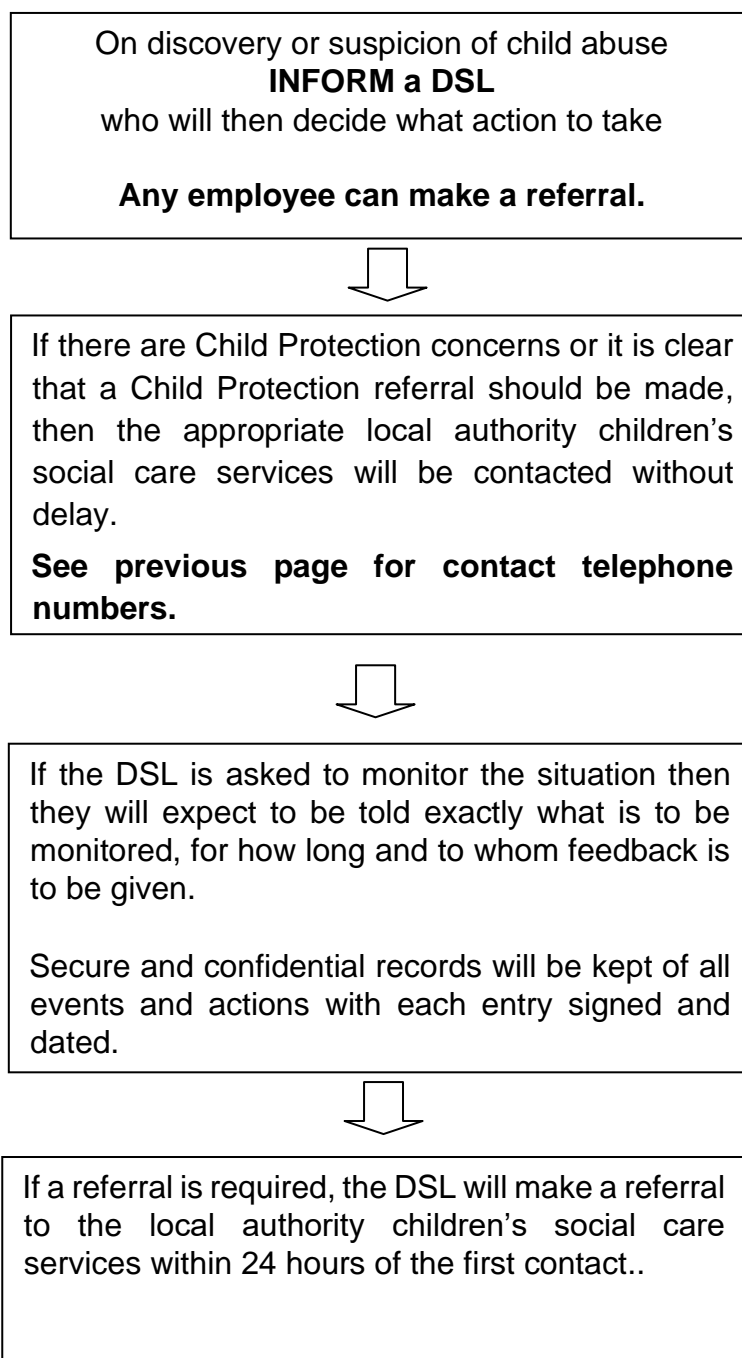 On discovery or suspicion of child abuse
INFORM a DSL
who will then decide what action to take
Any employee can make a referral.
If there are Child Protection concerns or it is clear
that a Child Protection referral should be made,
then the appropriate local authority children’s
social care services will be contacted without
delay.
See previous page for contact telephone
numbers.
If the DSL is asked to monitor the situation then
they will expect to be told exactly what is to be
monitored, for how long and to whom feedback is
to be given.
Secure and confidential records will be kept of all
events and actions with each entry signed and
dated.
If a referral is required, the DSL will make a referral
to the local authority children’s social care
services within 24 hours of the first contact..